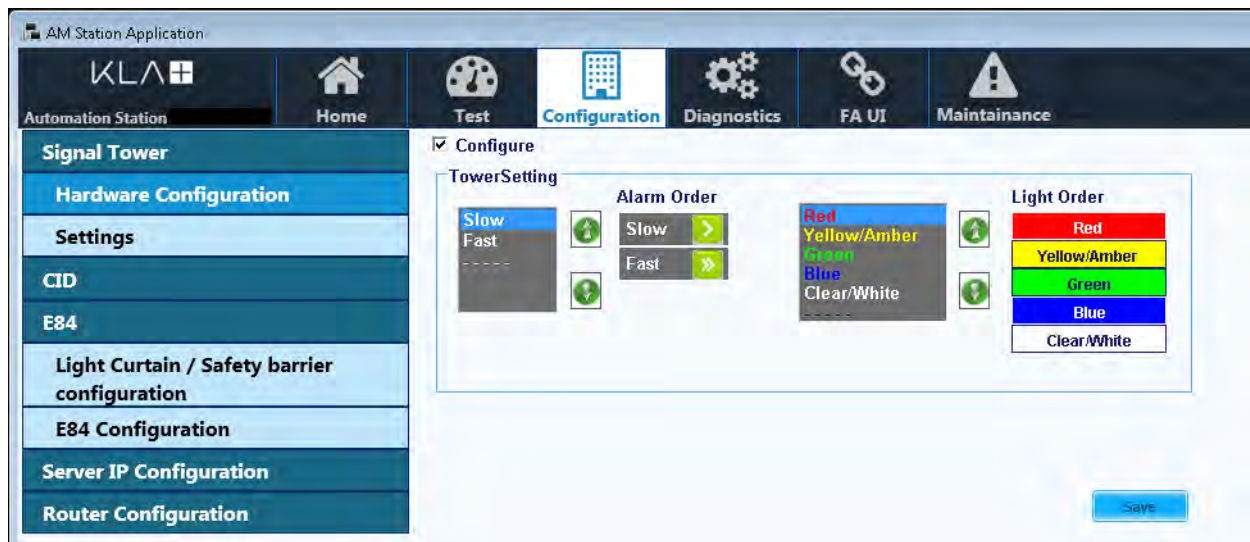 AM Station Application
KLA+
Automation Station
Home
Test
Configuration
Diagnostics
FA UI
Maintainance
Signal Tower
Hardware Configuration
Settings
CID
E84
Light Curtain / Safety barrier
configuration
E84 Configuration
Server IP Configuration
Router Configuration
Configure
TowerSetting
Slow
Fast
- - - - -
Alarm Order
Slow
Fast
Red
Yellow/Amber
Green
Blue
Clear/White
- - - - -
Light Order
Red
Yellow/Amber
Green
Blue
Clear/White
Save